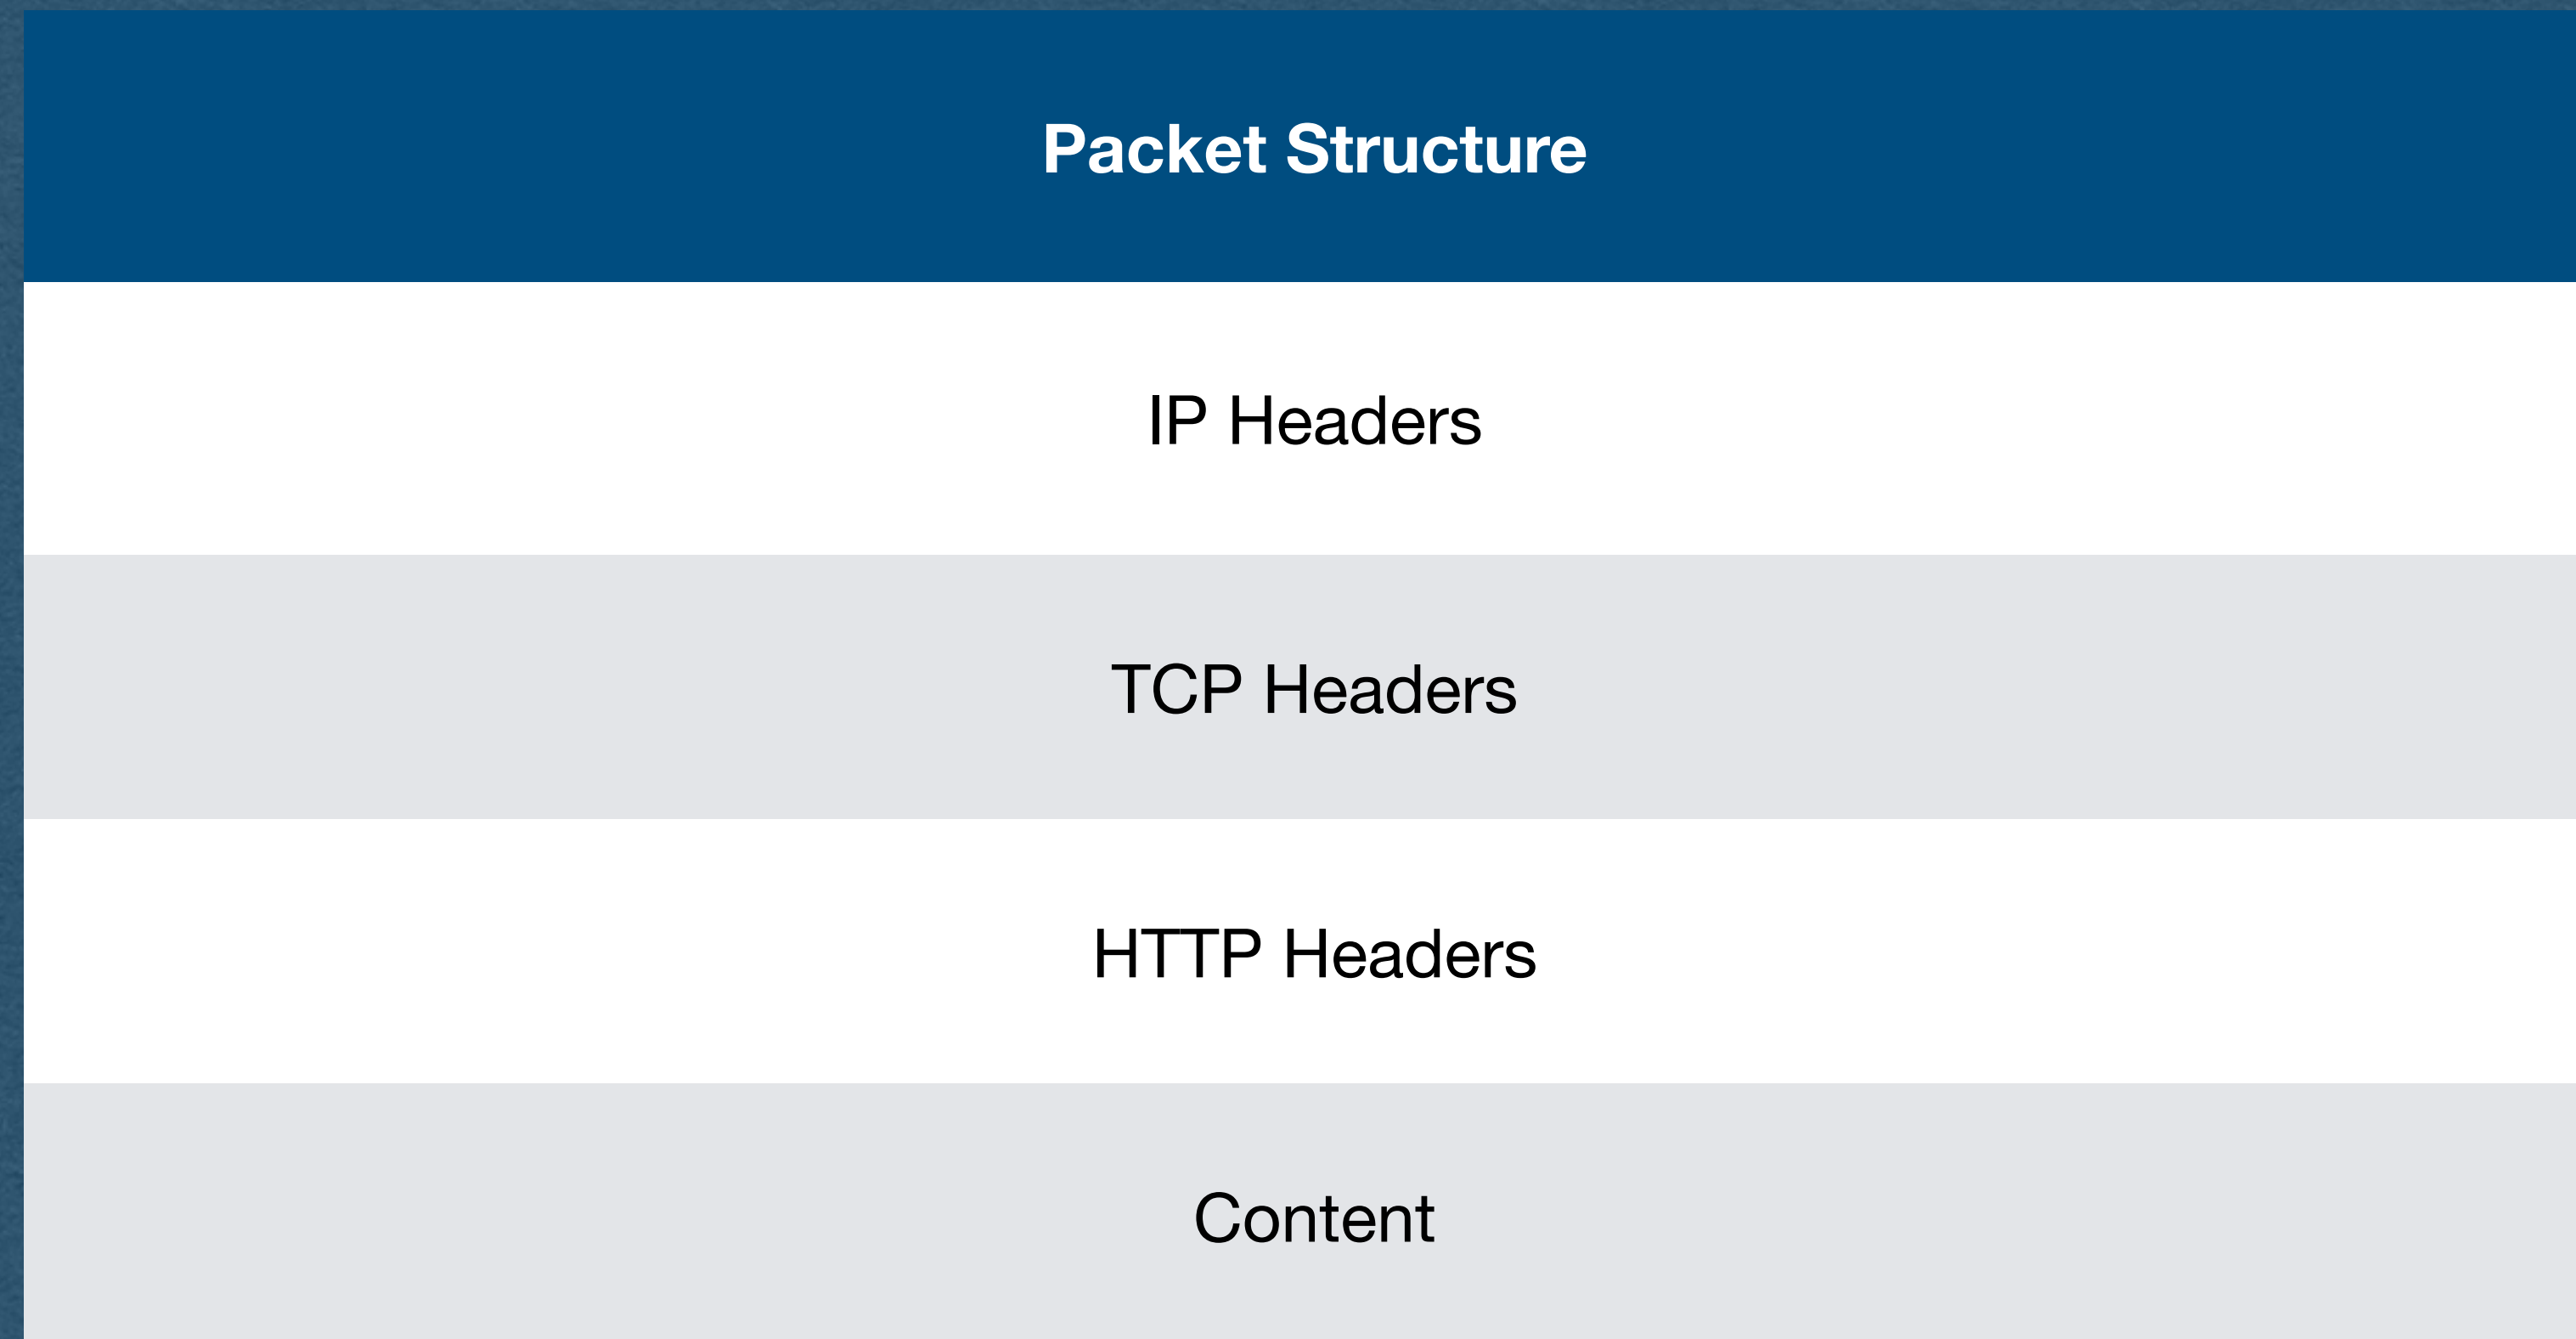 Packet Structure
IP Headers
TCP Headers
HTTP Headers
Content